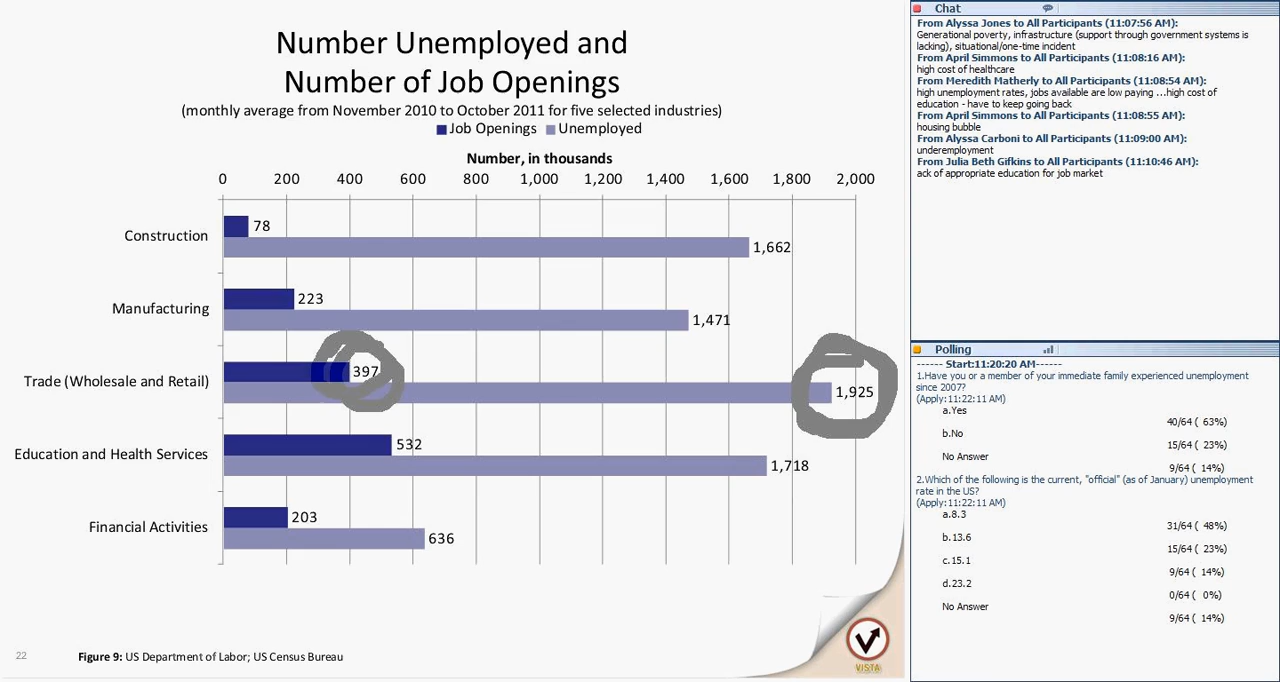 Number Unemployed and
Number of Job Openings
(monthly average from November 2010 to October 2011 for five selected industries)
Job Openings Unemployed
Number, in thousands
0 200 400 600 800 1,000 1,200 1,400 1,600 1,800 2,000
Construction 78
1,662
Manufacturing 223
1,471
Trade (Wholesale and Retail) 397
1,925
Education and Health Services 532
1,718
Financial Activities 203
636
22
Figure 9: US Department of Labor; US Census Bureau
VISTA
Chat
From Alyssa Jones to All Participants (11:07:56 AM):
Generational poverty, infrastructure (support through government systems is
lacking), situational/one-time incident
From April Simmons to All Participants (11:08:16 AM):
high cost of healthcare
From Meredith Matherly to All Participants (11:08:54 AM):
high unemployment rates, jobs available are low paying ...high cost of
education - have to keep going back
From April Simmons to All Participants (11:08:55 AM):
housing bubble
From Alyssa Carboni to All Participants (11:09:00 AM):
underemployment
From Julia Beth Gifkins to All Participants (11:10:46 AM):
ack of appropriate education for job market
Polling
------ Start:11:20:20 AM------
1.Have you or a member of your immediate family experienced unemployment
since 2007?
(Apply:11:22:11 AM)
a.Yes
40/64 ( 63%)
b.No
15/64 ( 23%)
No Answer
9/64 ( 14%)
2.Which of the following is the current, "official" (as of January) unemployment
rate in the US?
(Apply:11:22:11 AM)
a.8.3
31/64 ( 48%)
b.13.6
15/64 ( 23%)
c.15.1
9/64 ( 14%)
d.23.2
0/64 ( 0%)
No Answer
9/64 ( 14%)